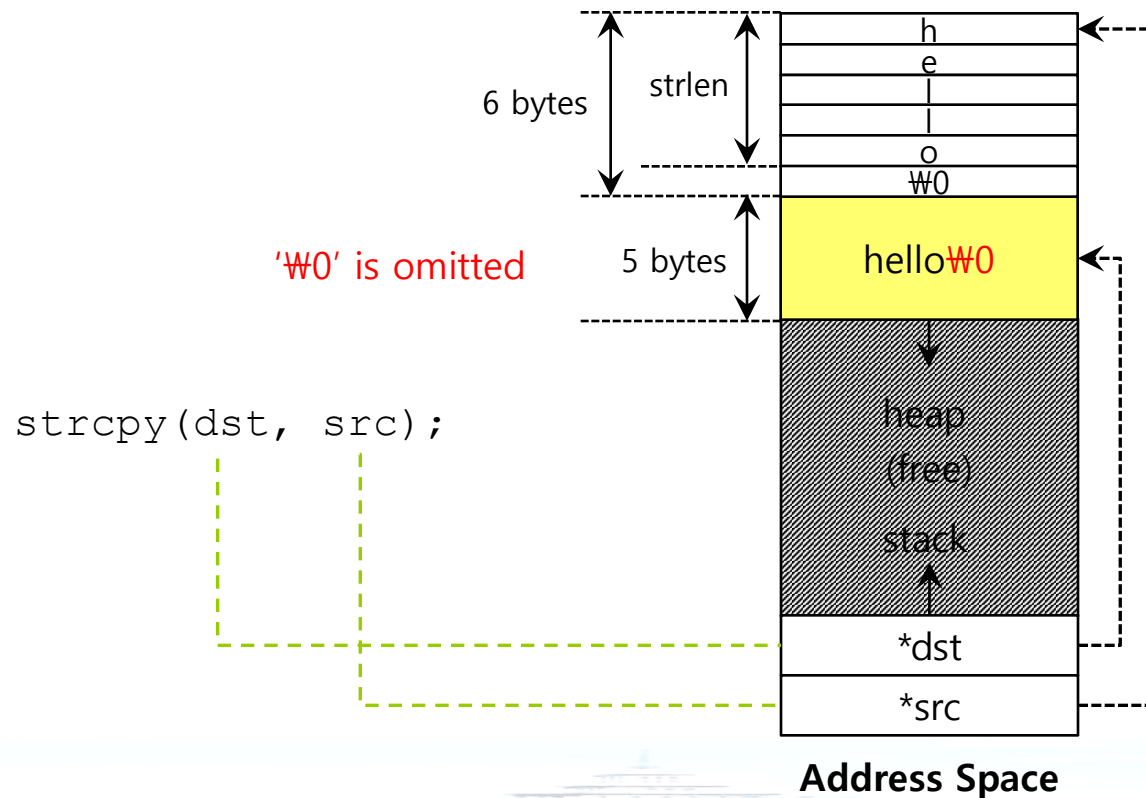 h
e
l
l
o
₩0
6 bytes
strlen
'₩0' is omitted
5 bytes
hello₩0
strcpy(dst, src);
heap
(free)
stack
*dst
*src
Address Space